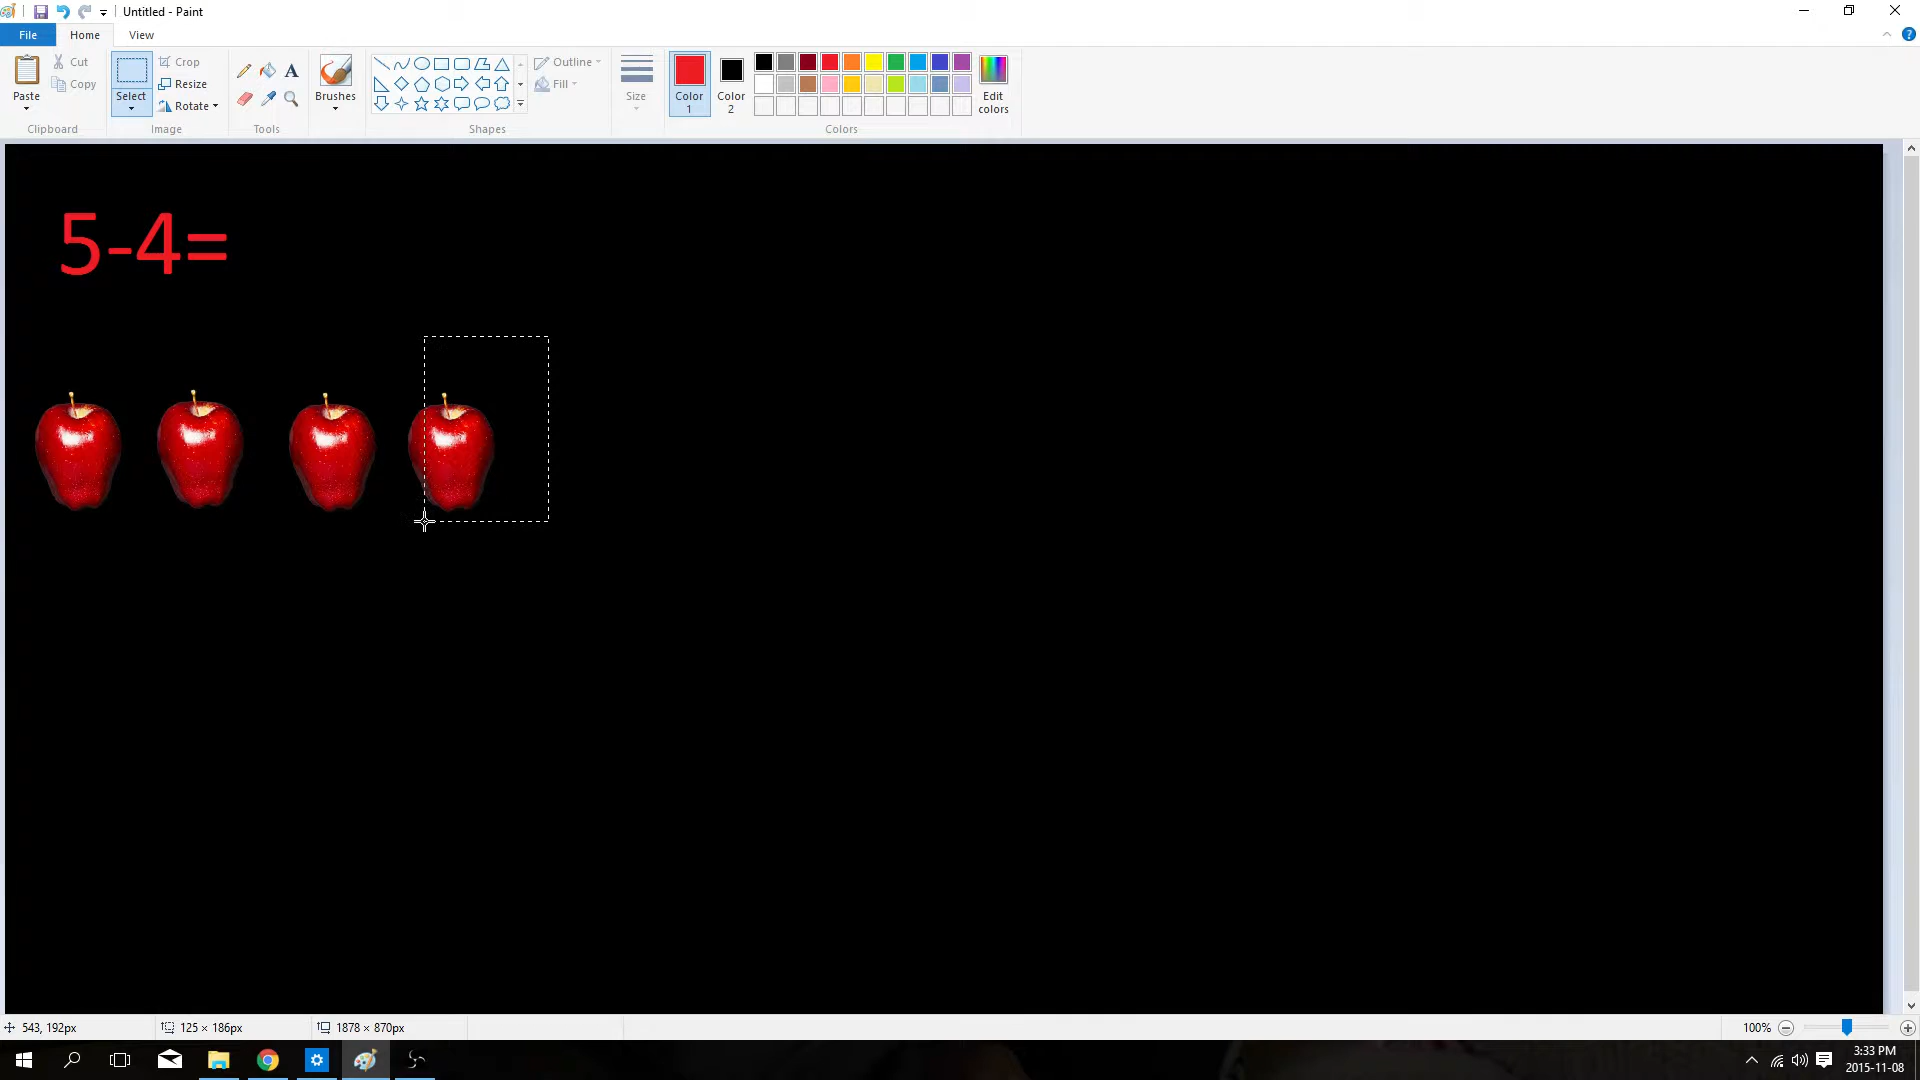 Untitled - Paint
File
Home
View
Paste
Cut
Copy
Clipboard
Select
Crop
Resize
Rotate
Image
A
Tools
Brushes
Shapes
Outline
Fill
Size
Color 1
Color 2
Edit colors
Colors
5-4=
543, 192px
125 × 186px
1878 × 870px
100%
3:33 PM
2015-11-08